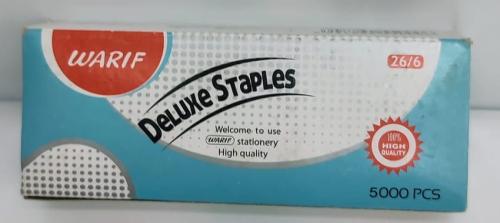 WARIF
26/6
Deluxe Staples
Welcome to use
WARIF stationery
High quality
100%
HIGH
QUALITY
5000 PCS